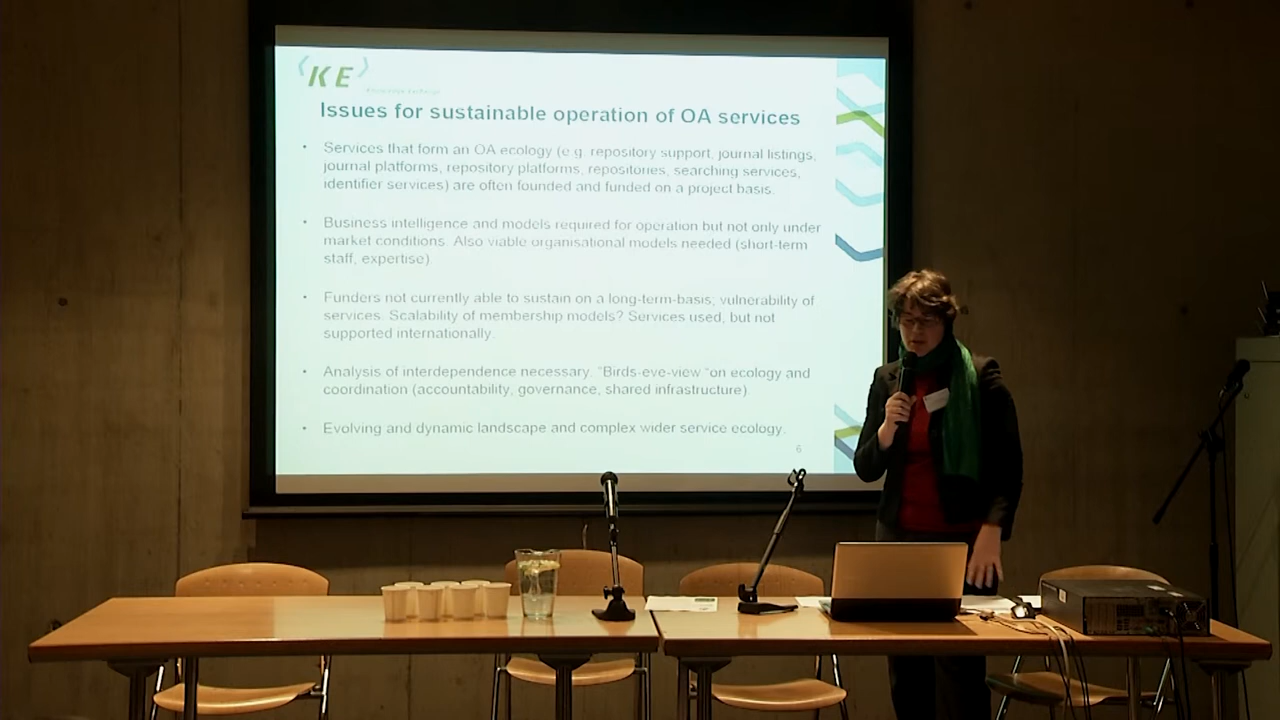 KE
Knowledge Exchange
Issues for sustainable operation of OA services
• Services that form an OA ecology (e.g. repository support, journal listings,
journal platforms, repository platforms, repositories, searching services,
identifier services) are often founded and funded on a project basis.
• Business intelligence and models required for operation but not only under
market conditions. Also viable organisational models needed (short-term
staff, expertise).
• Funders not currently able to sustain on a long-term-basis, vulnerability of
services. Scalability of membership models? Services used, but not
supported internationally.
• Analysis of interdependence necessary. "Birds-eye-view "on ecology and
coordination (accountability, governance, shared infrastructure)
• Evolving and dynamic landscape and complex wider service ecology.
6